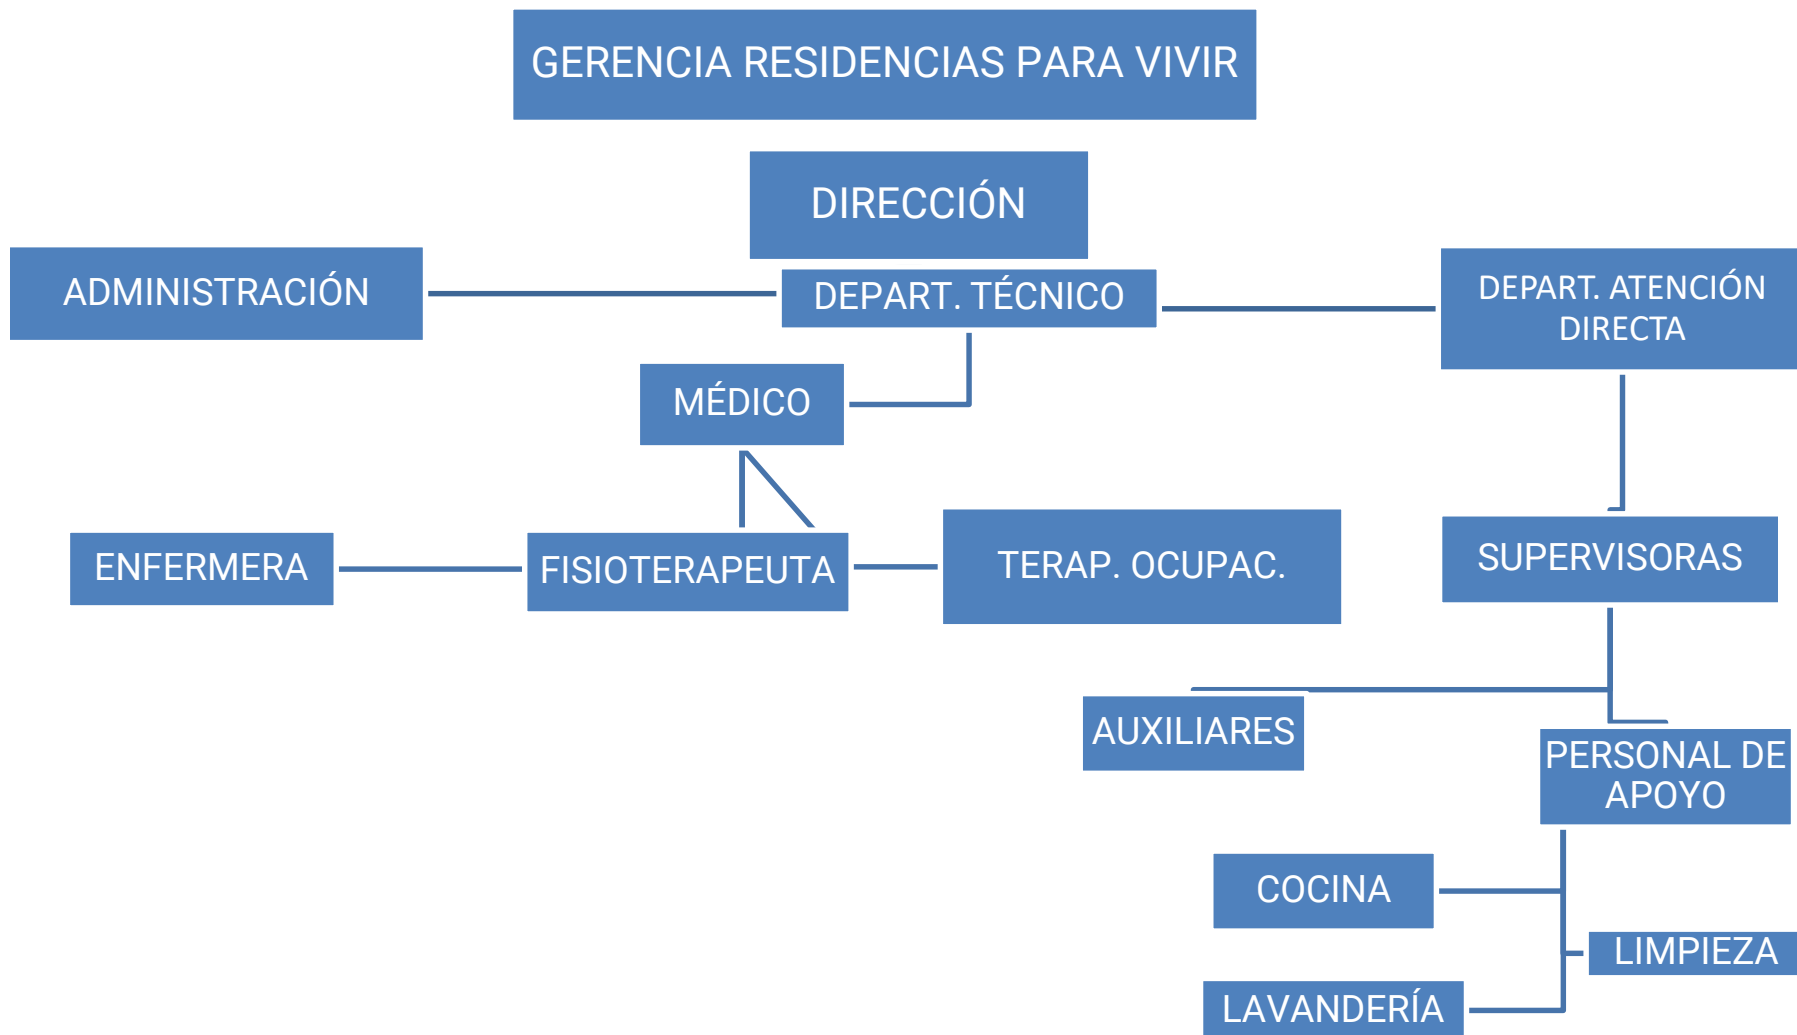 GERENCIA RESIDENCIAS PARA VIVIR
DIRECCIÓN
ADMINISTRACIÓN
DEPART. TÉCNICO
DEPART. ATENCIÓN
DIRECTA
MÉDICO
ENFERMERA
FISIOTERAPEUTA
TERAP. OCUPAC.
SUPERVISORAS
AUXILIARES
PERSONAL DE
APOYO
COCINA
LIMPIEZA
LAVANDERÍA